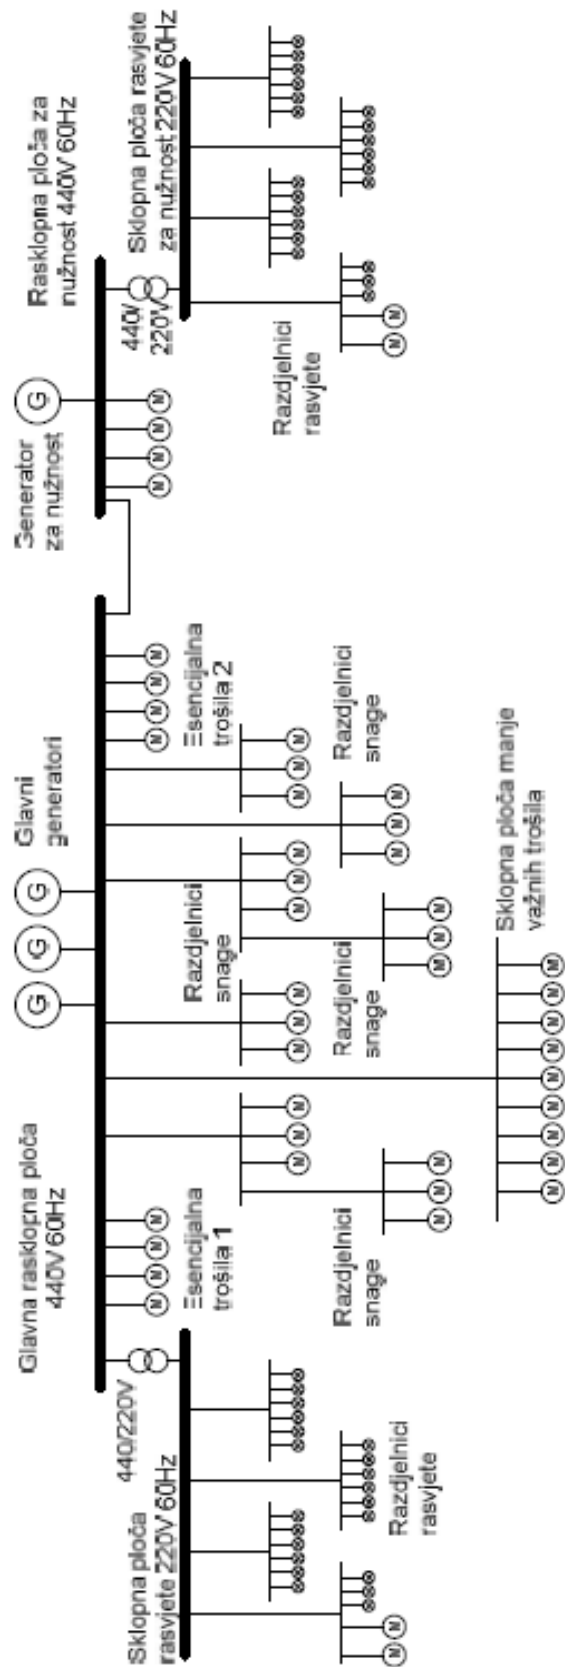 Glavna rasklopna ploča
440V 60Hz
Glavni
generatori
G G G
Generator
za nužnost
G
Rasklopna ploča za
nužnost 440V 60Hz
440/220V
M M M M
M M M M
M M M M
440V
220V
Sklopna ploča
rasvjete 220V 60Hz
Esencijalna
trošila 1
Razdjelnici
snage
Esencijalna
trošila 2
Sklopna ploča rasvjete
za nužnost 220V 60Hz
M M M
M M M
M M M
M M M
Razdjelnici
rasvjete
M M
Razdjelnici
rasvjete
Razdjelnici
snage
Razdjelnici
snage
Razdjelnici
snage
M M M
M M
M M M
M M M
Sklopna ploča manje
važnih trošila
M M M M M M M M M